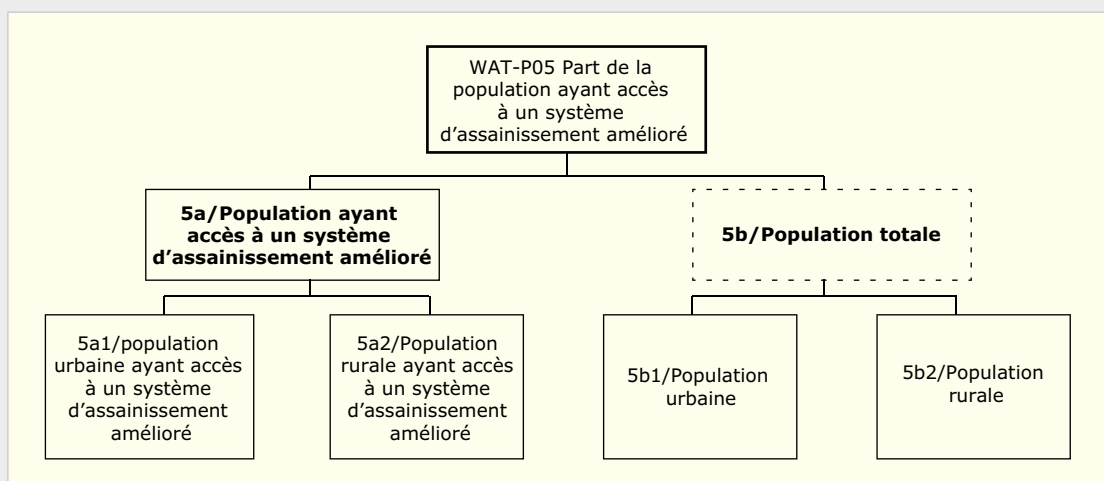 WAT-P05 Part de la
population ayant accès
à un système
d'assainissement amélioré
5a/Population ayant
accès à un système
d'assainissement amélioré
5b/Population totale
5a1/population
urbaine ayant accès
à un système
d'assainissement
amélioré
5a2/Population
rurale ayant accès
à un système
d'assainissement
amélioré
5b1/Population
urbaine
5b2/Population
rurale